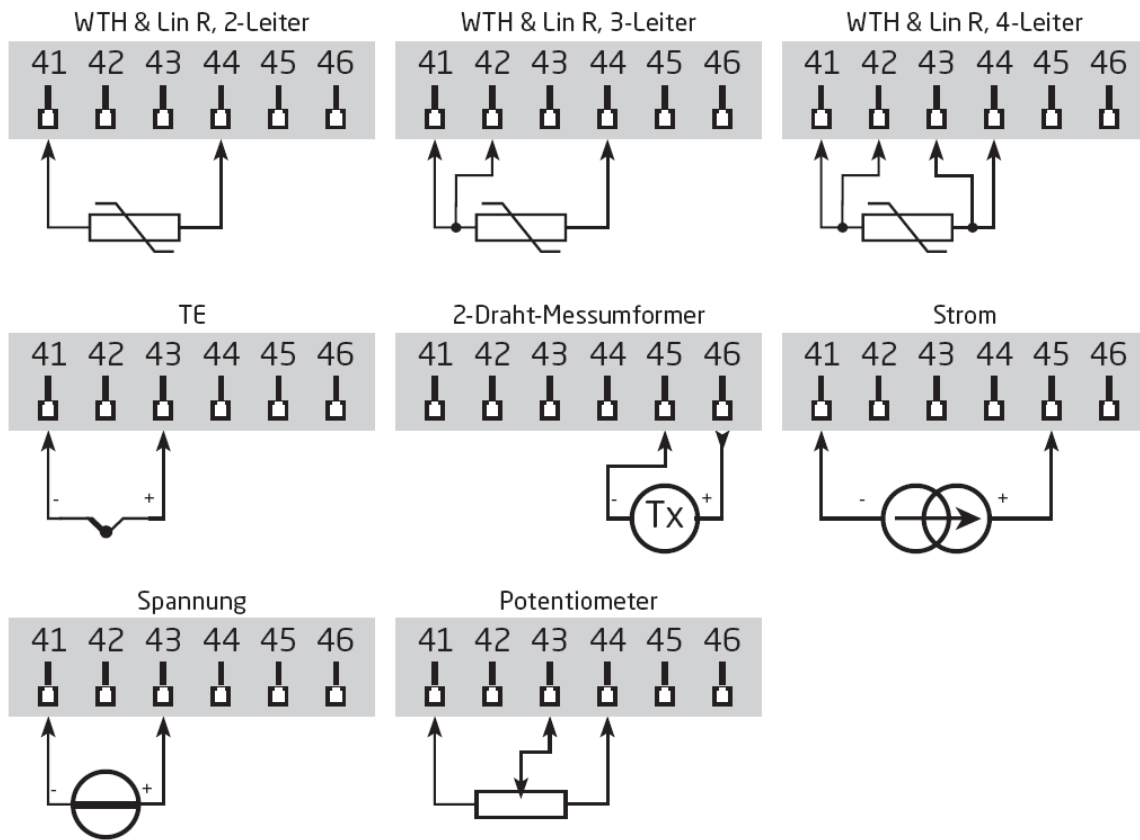 WTH & Lin R, 2-Leiter
41 42 43 44 45 46
WTH & Lin R, 3-Leiter
41 42 43 44 45 46
WTH & Lin R, 4-Leiter
41 42 43 44 45 46
TE
41 42 43 44 45 46
- +
2-Draht-Messumformer
41 42 43 44 45 46
- Tx +
Strom
41 42 43 44 45 46
- +
Spannung
41 42 43 44 45 46
- +
Potentiometer
41 42 43 44 45 46